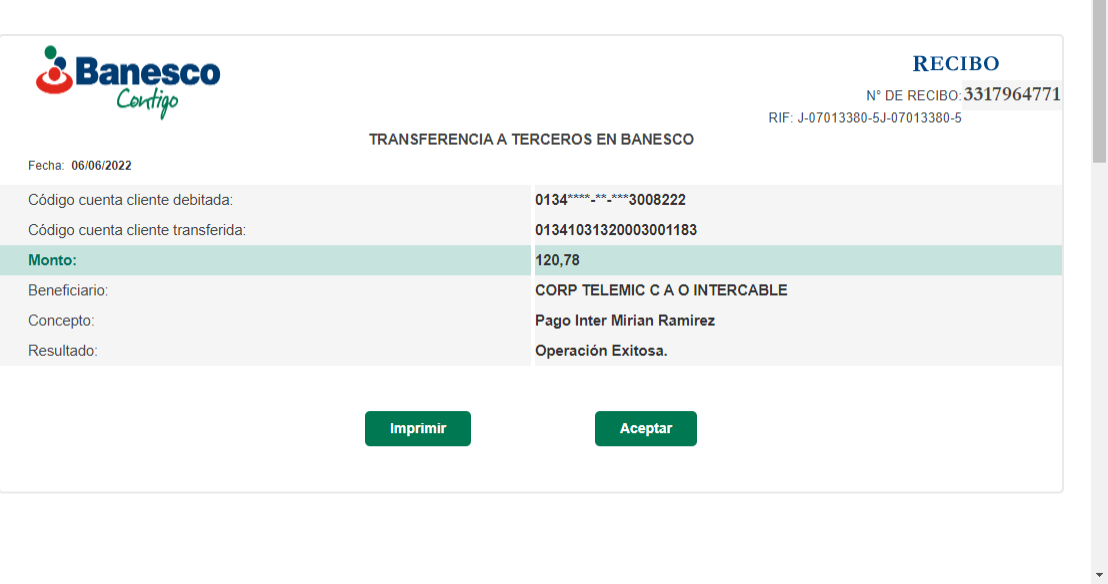 Banesco
Contigo
RECIBO
N° DE RECIBO: 3317964771
RIF: J-07013380-5J-07013380-5
TRANSFERENCIA A TERCEROS EN BANESCO
Fecha: 06/06/2022
Código cuenta cliente debitada: 0134****-**-***3008222
Código cuenta cliente transferida: 01341031320003001183
Monto: 120,78
Beneficiario: CORP TELEMIC C A O INTERCABLE
Concepto: Pago Inter Mirian Ramirez
Resultado: Operación Exitosa.
Imprimir Aceptar